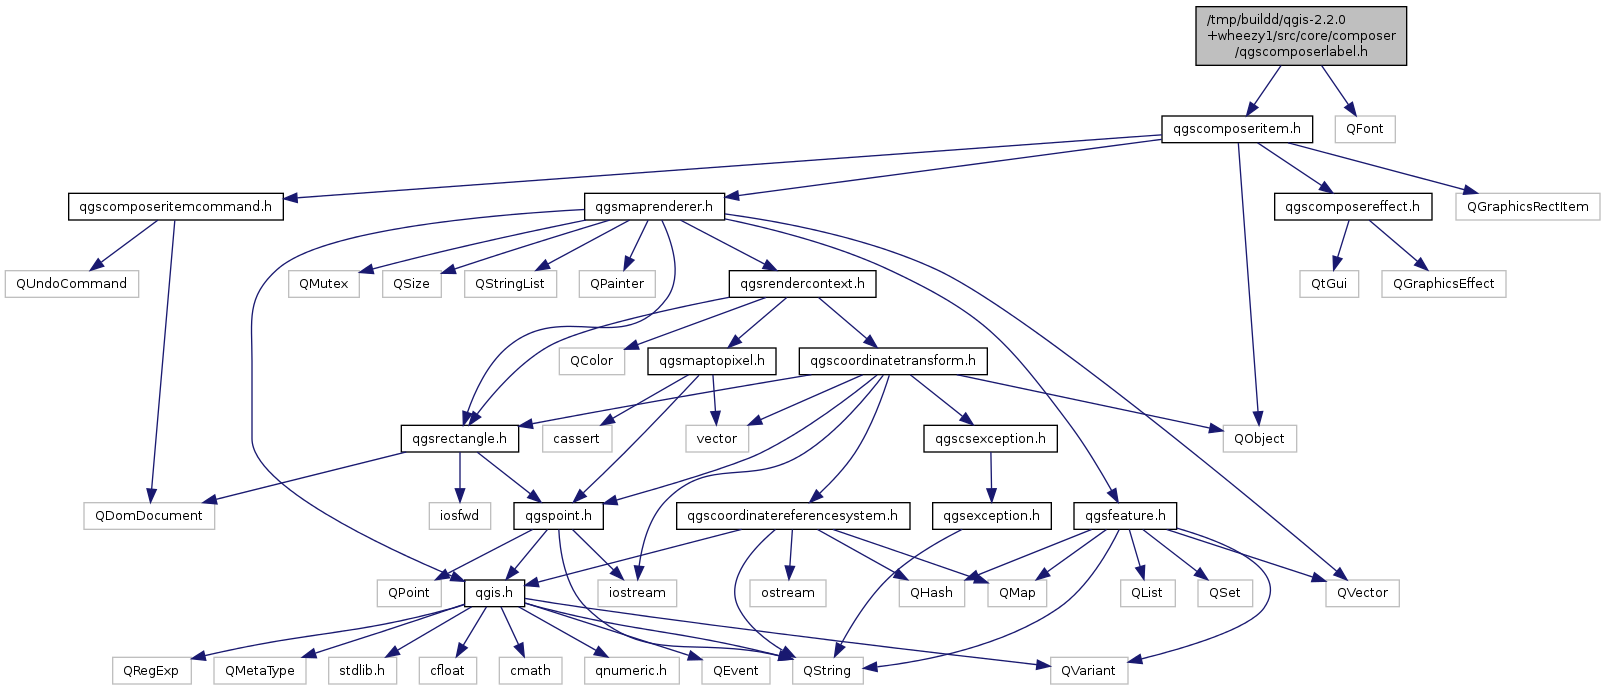 /tmp/buildd/qgis-2.2.0
+wheezy1/src/core/composer
/qgscomposerlabel.h
qgscomposeritem.h
QFont
qgscomposeritemcommand.h
qgsmaprenderer.h
qgscomposereffect.h
QGraphicsRectItem
QUndoCommand
QMutex
QSize
QStringList
QPainter
qgsrendercontext.h
QtGui
QGraphicsEffect
QColor
qgsmaptopixel.h
qgscoordinatetransform.h
qgsrectangle.h
cassert
vector
qgscsexception.h
QObject
QDomDocument
iosfwd
qgspoint.h
qgscoordinatereferencesystem.h
qgsexception.h
qgsfeature.h
QPoint
qgis.h
iostream
ostream
QHash
QMap
QList
QSet
QVector
QRegExp
QMetaType
stdlib.h
cfloat
cmath
qnumeric.h
QEvent
QString
QVariant